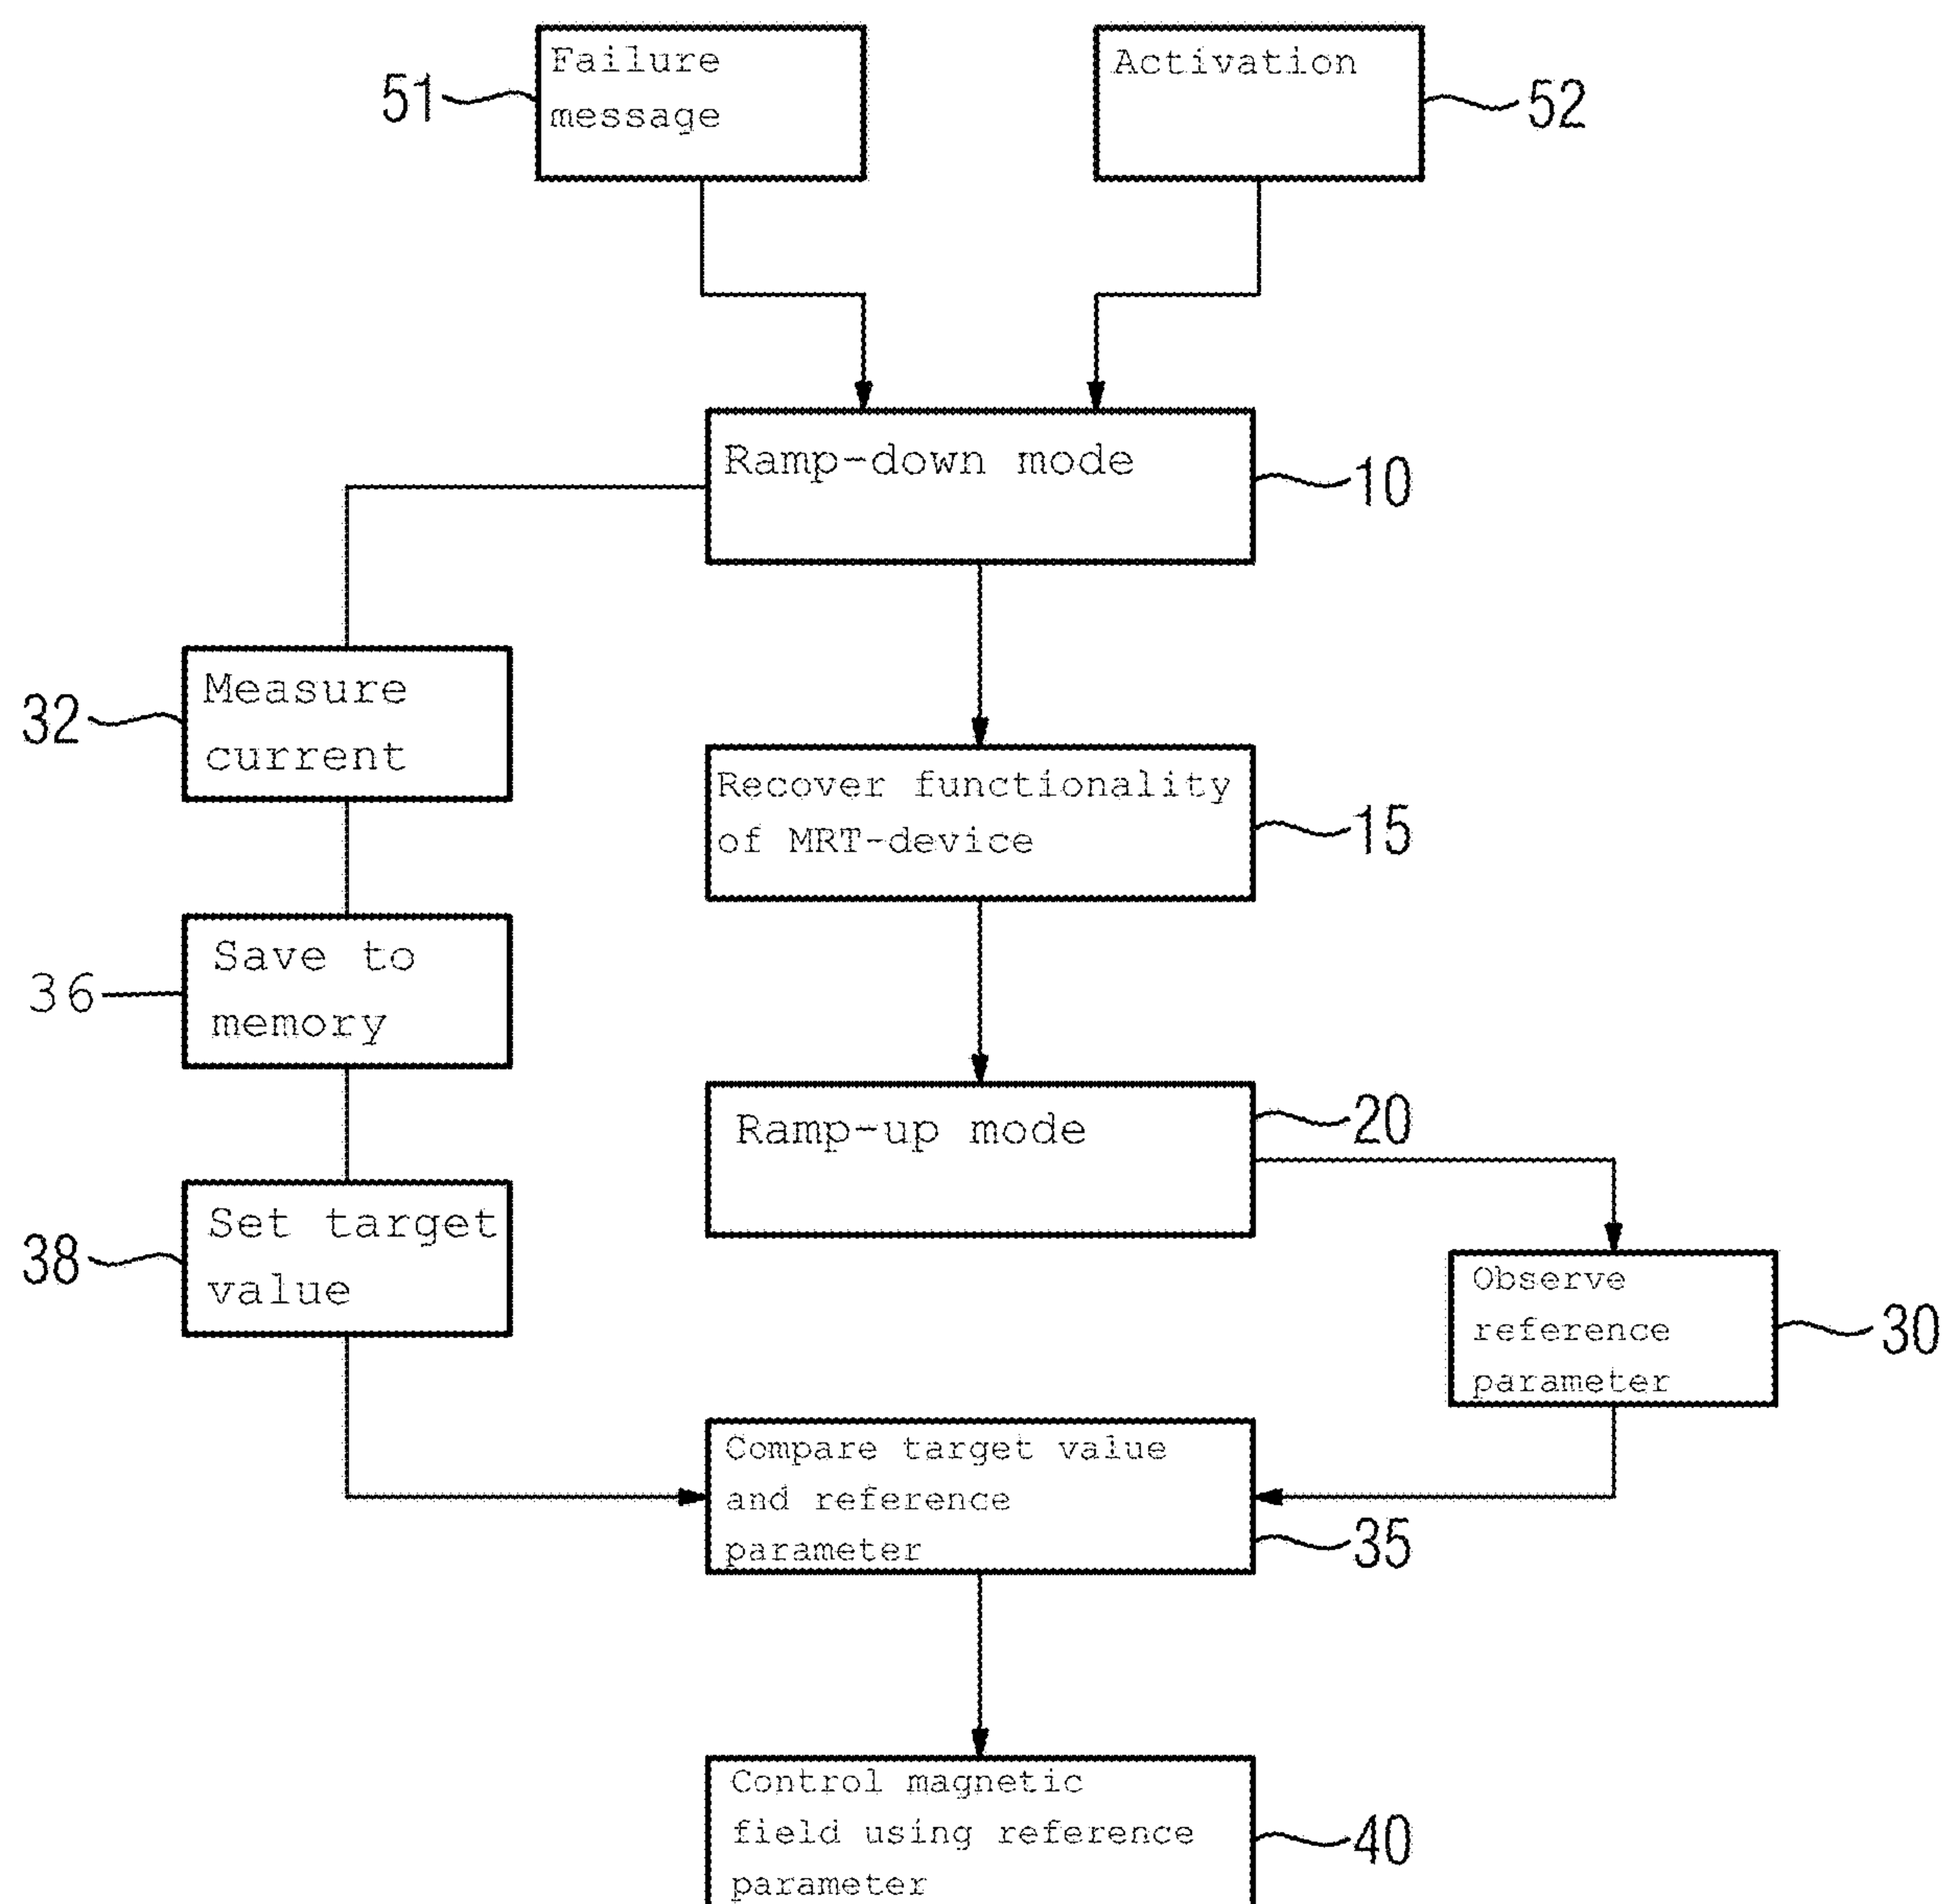 Failure
message
51
Activation
52
Ramp-down mode
10
Measure
current
32
Recover functionality
of MRT-device
15
Save to
memory
36
Ramp-up mode
20
Set target
value
38
Observe
reference
parameter
30
Compare target value
and reference
parameter
35
Control magnetic
field using reference
parameter
40